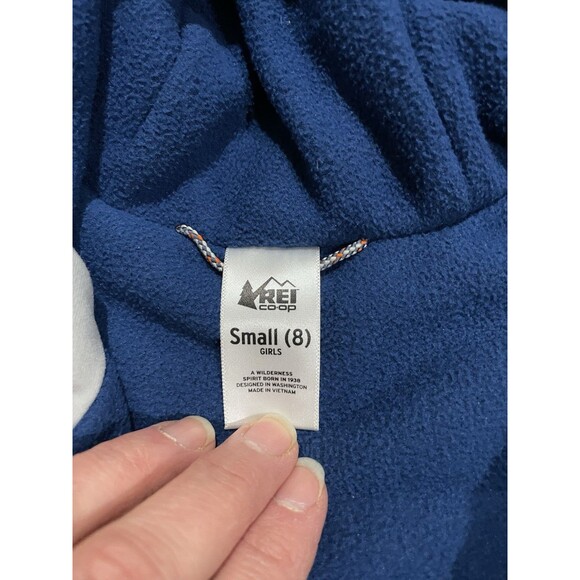 REI
CO·OP
Small (8)
GIRLS
A WILDERNESS
SPIRIT BORN IN 1938
DESIGNED IN WASHINGTON
MADE IN VIETNAM